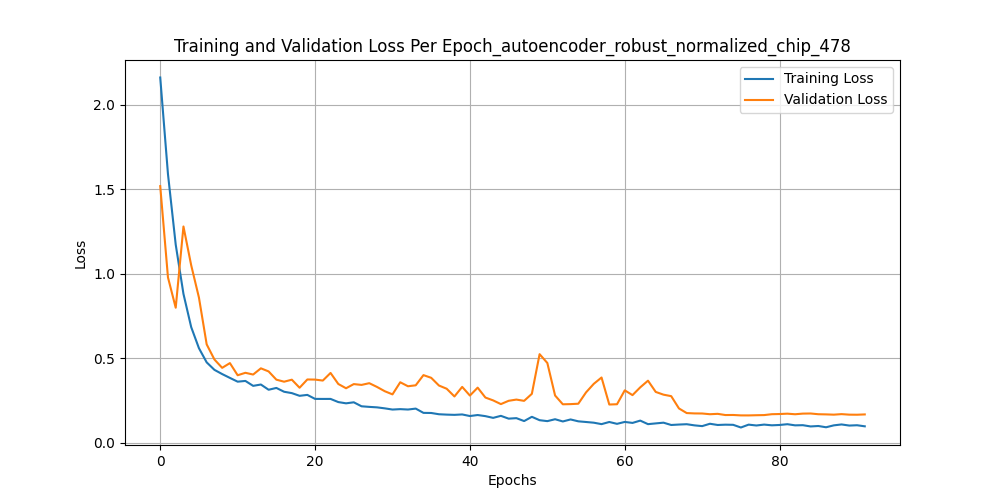 Training and Validation Loss Per Epoch_autoencoder_robust_normalized_chip_478
Training Loss
Validation Loss
2.0
1.5
1.0
0.5
0.0
Loss
0 20 40 60 80
Epochs